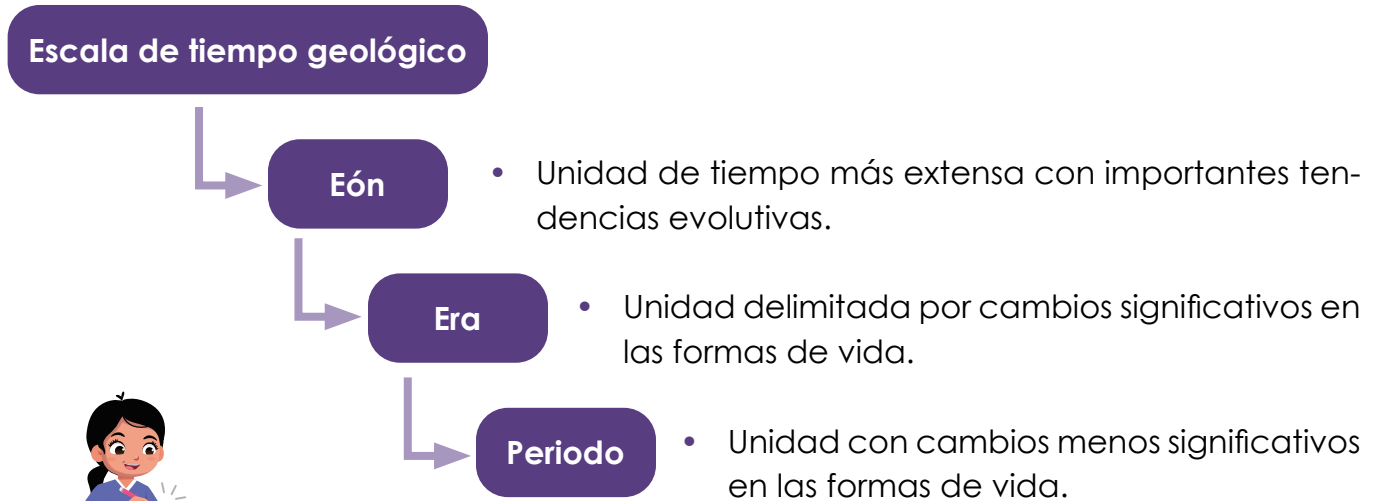 Escala de tiempo geológico
Eón
• Unidad de tiempo más extensa con importantes ten-
dencias evolutivas.
Era
• Unidad delimitada por cambios significativos en
las formas de vida.
Periodo
• Unidad con cambios menos significativos
en las formas de vida.